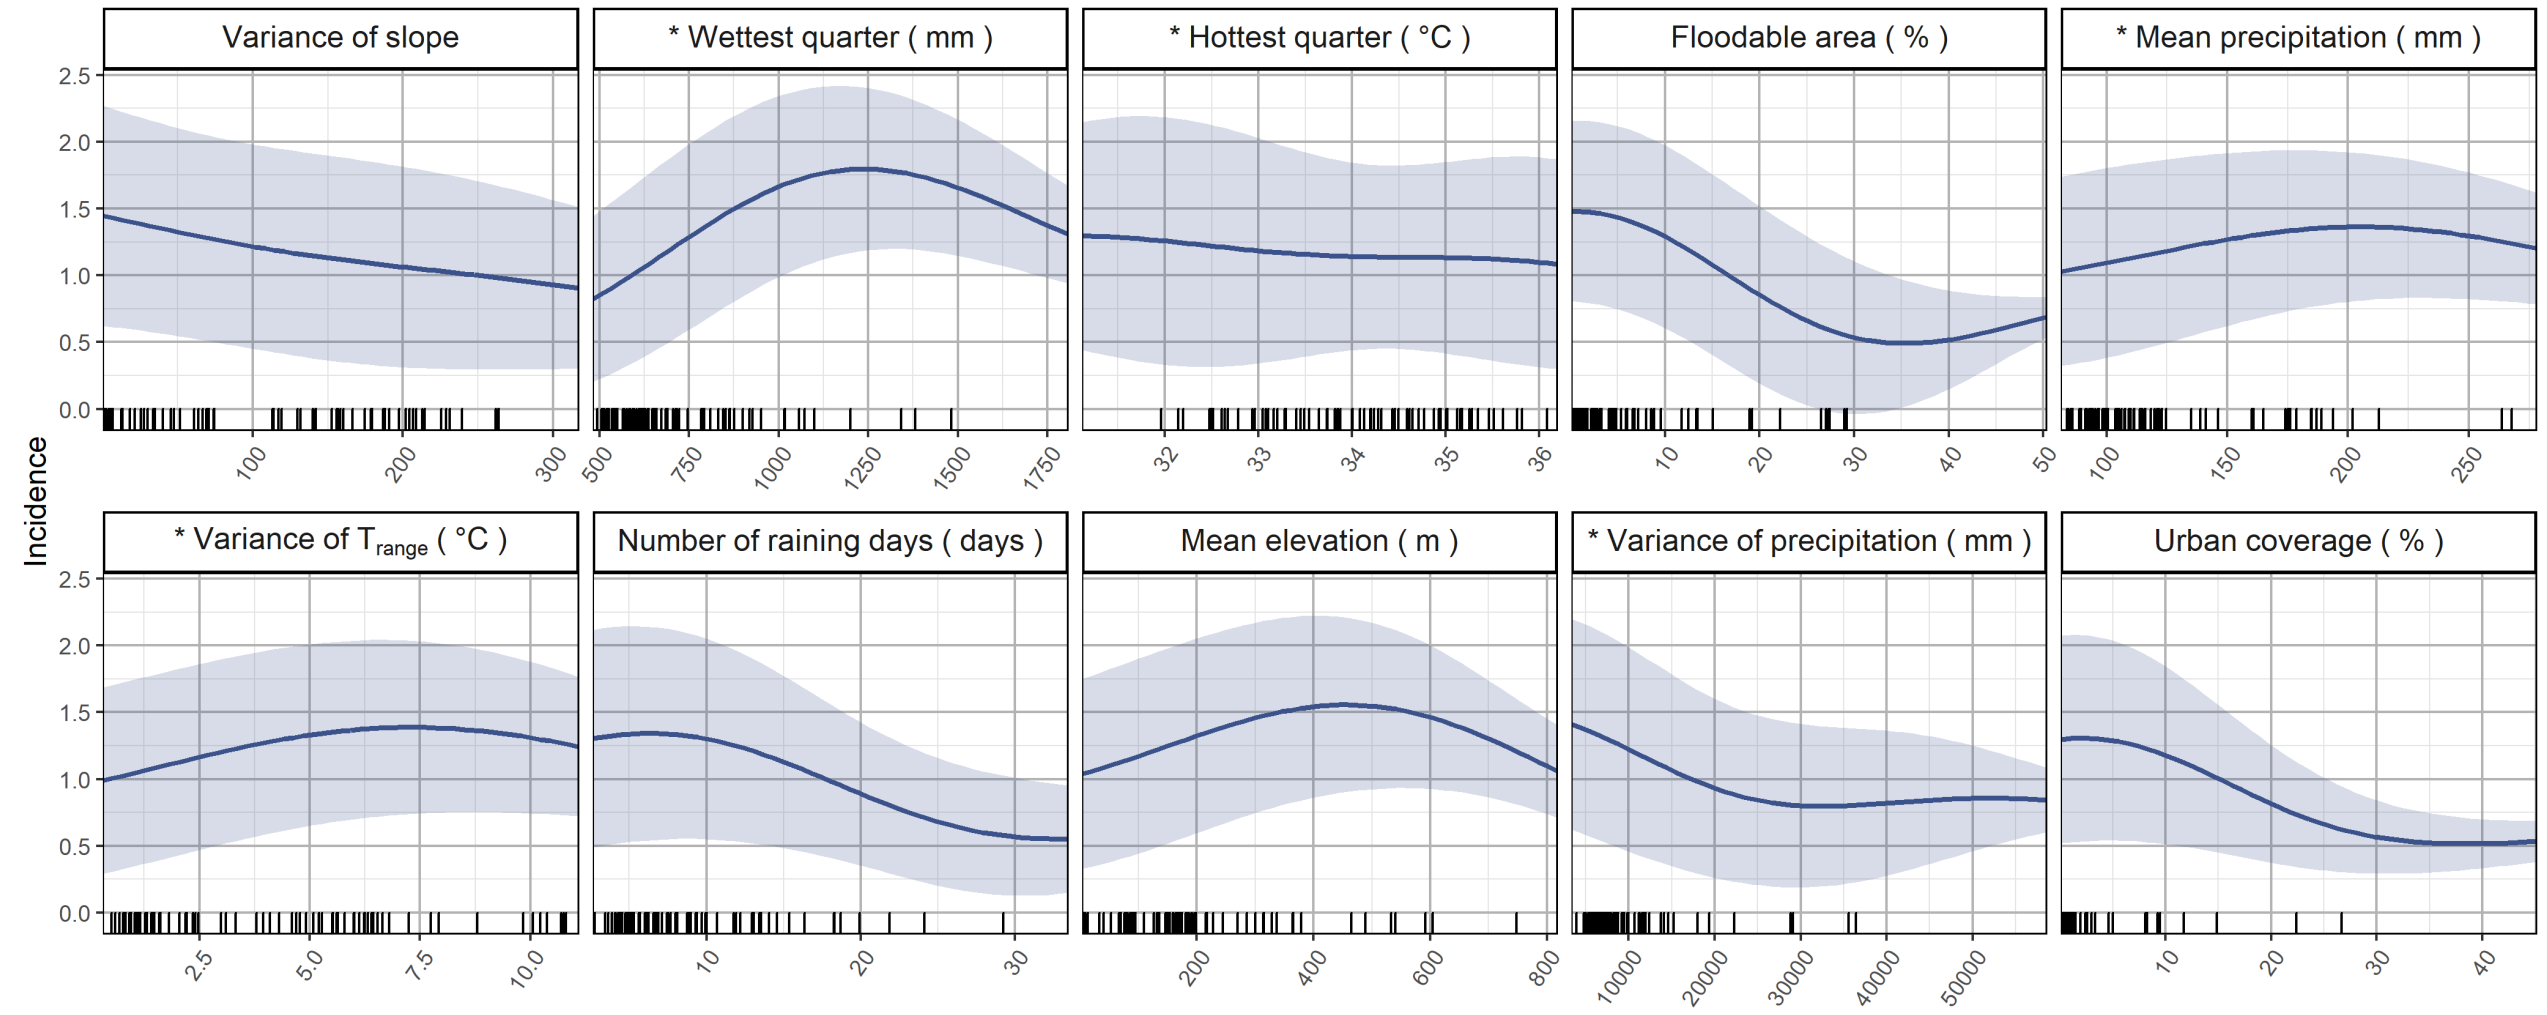 Variance of slope
* Wettest quarter ( mm )
* Hottest quarter ( °C )
Floodable area ( % )
* Mean precipitation ( mm )
2.5
2.0
1.5
1.0
0.5
0.0
100 200 300
500 750 1000 1250 1500 1750
32 33 34 35 36
10 20 30 40 50
100 150 200 250
Incidence
* Variance of Trange ( °C )
Number of raining days ( days )
Mean elevation ( m )
* Variance of precipitation ( mm )
Urban coverage ( % )
2.5
2.0
1.5
1.0
0.5
0.0
2.5 5.0 7.5 10.0
10 20 30
200 400 600 800
10000 20000 30000 40000 50000
10 20 30 40